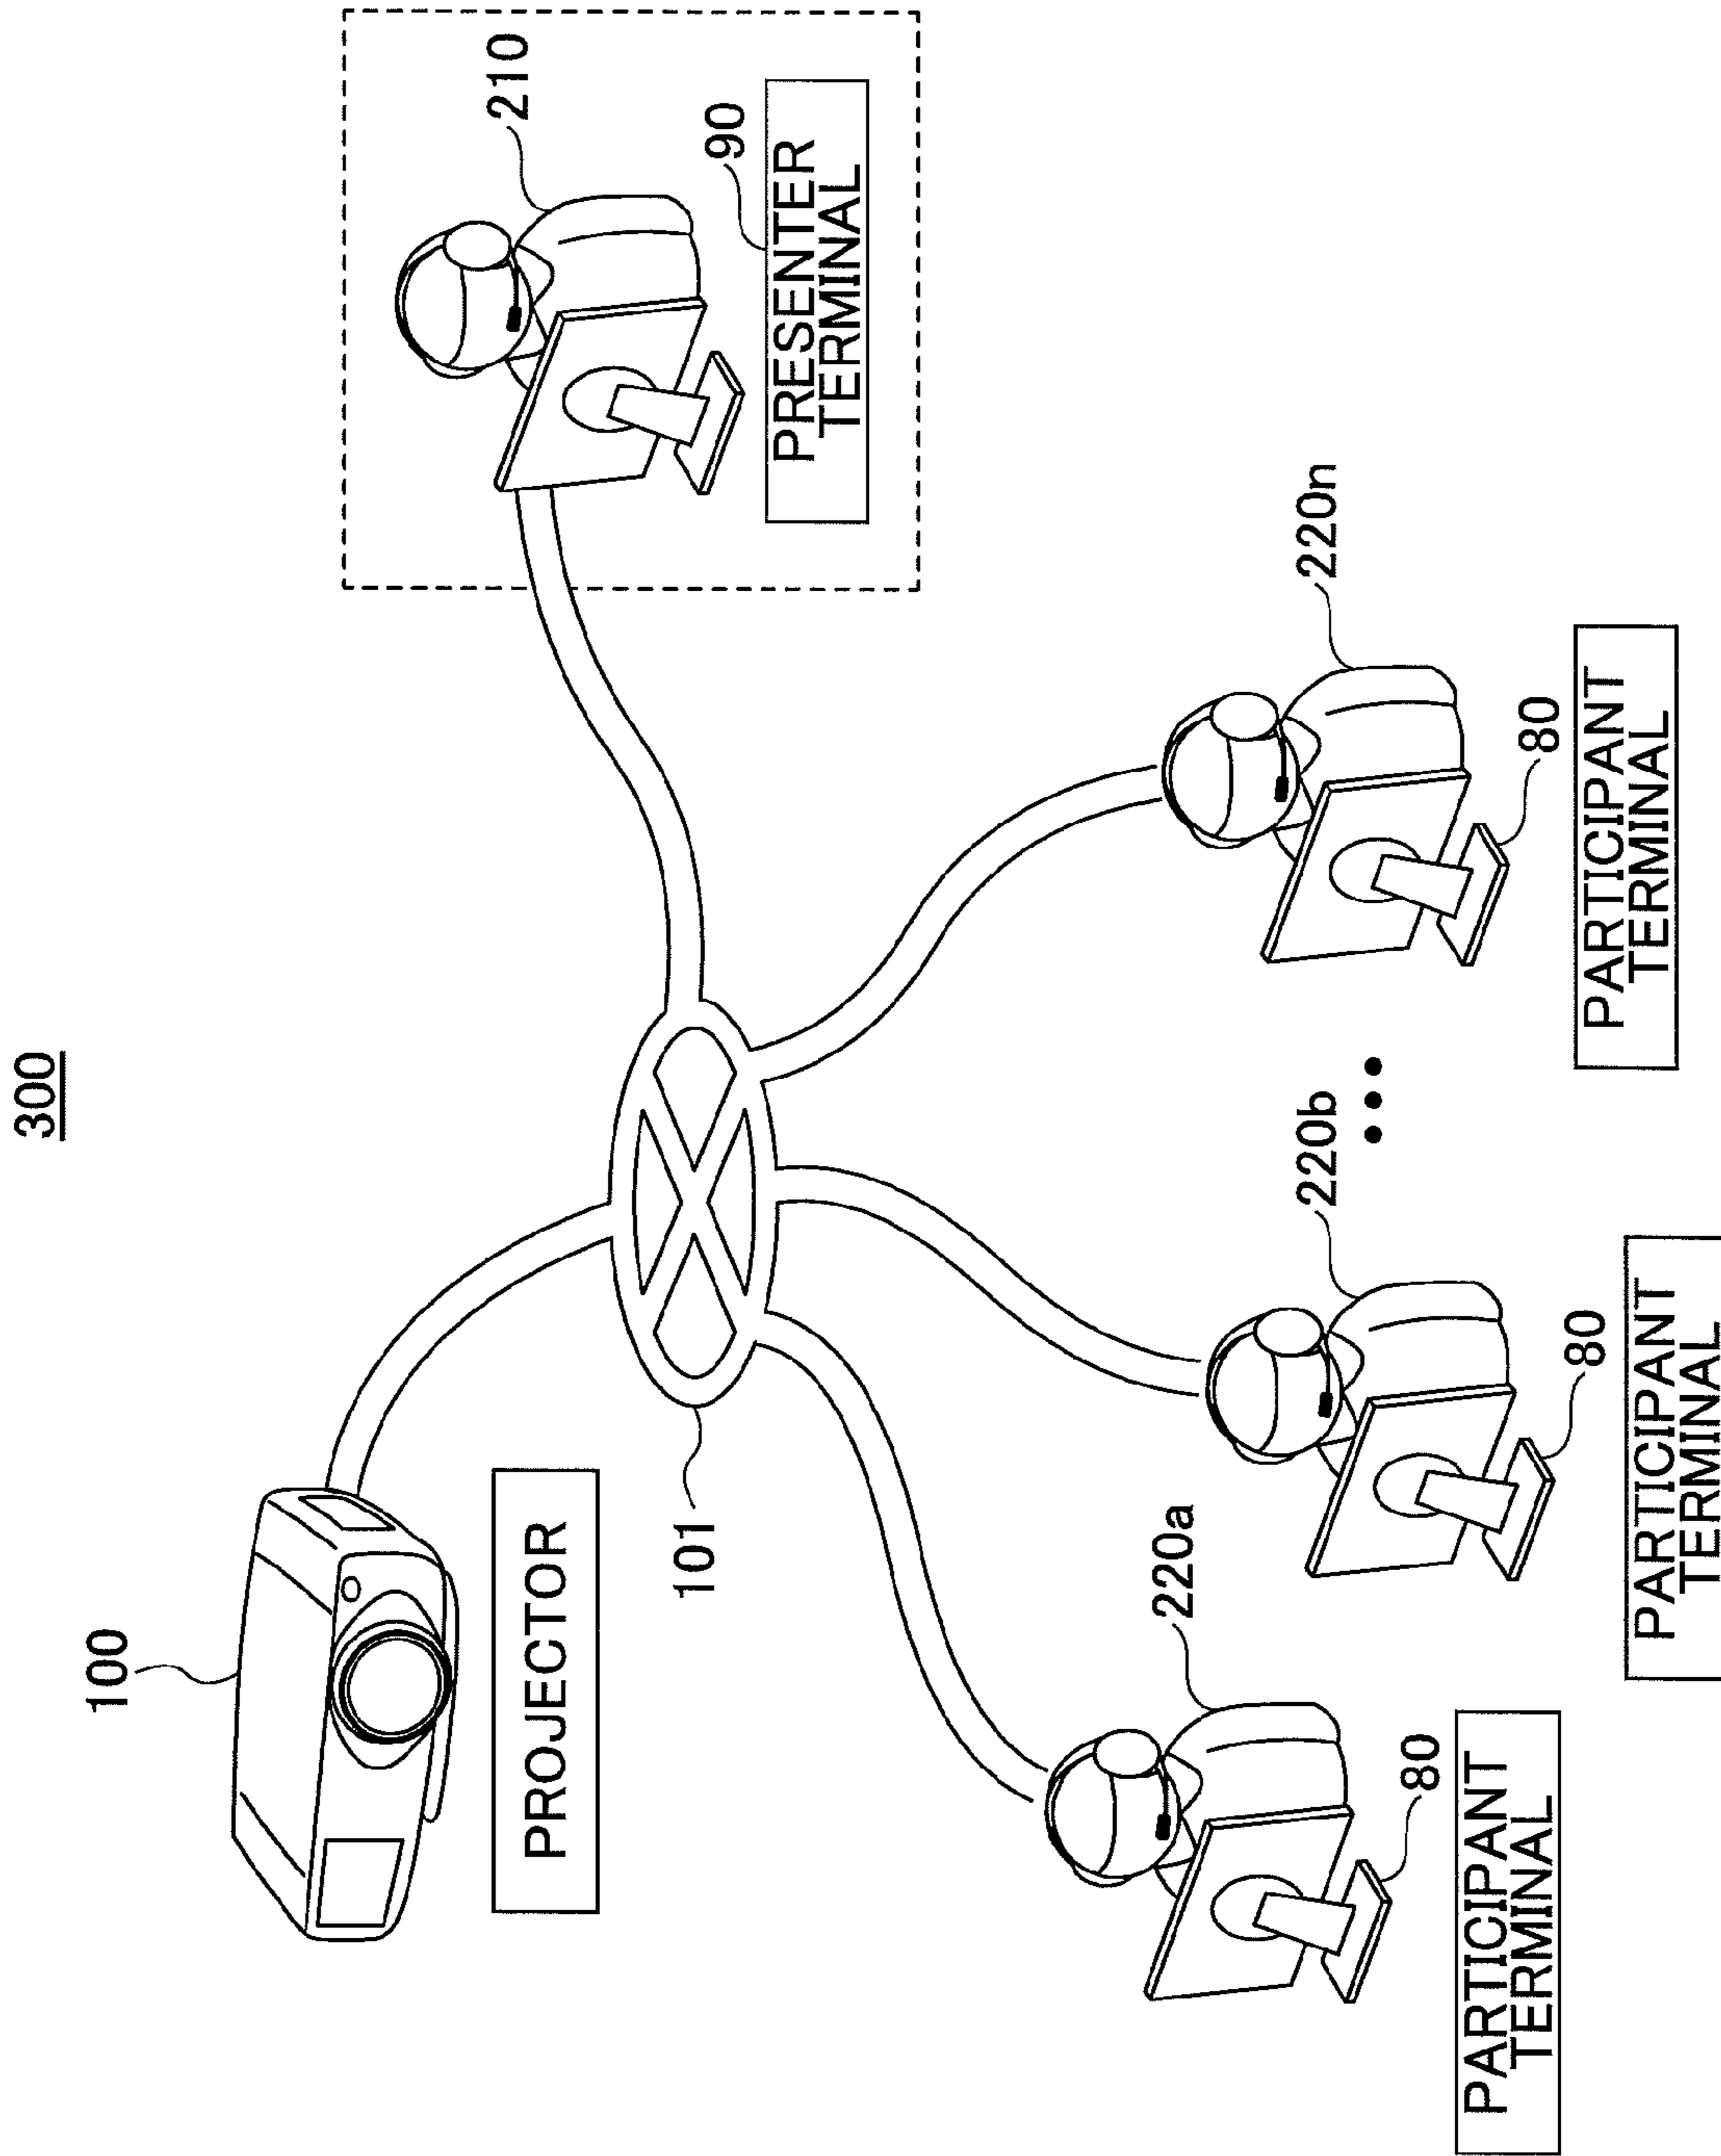 300
100
PROJECTOR
101
210
90
PRESENTER
TERMINAL
220a
80
PARTICIPANT
TERMINAL
220b
80
PARTICIPANT
TERMINAL
220n
80
PARTICIPANT
TERMINAL